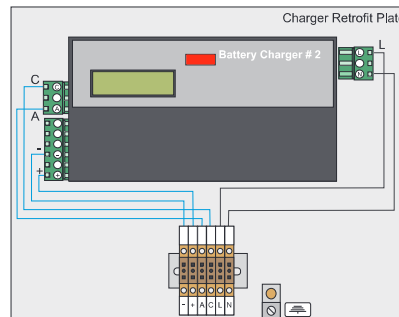 Charger Retrofit Plat
L
Battery Charger # 2
L
N
C
C
A
A
-
-
+
+
- + A C L N